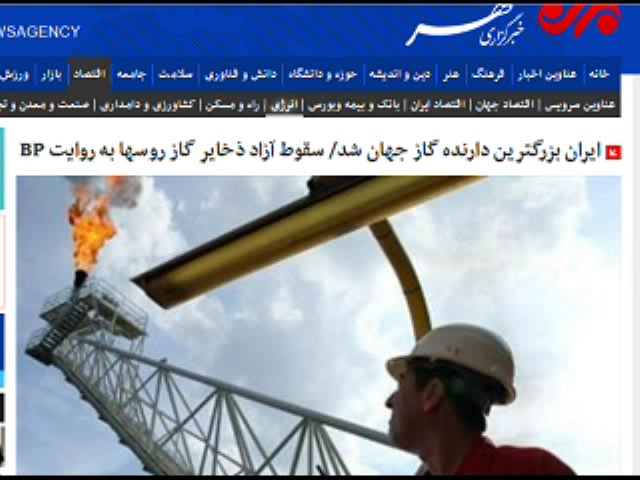 WSAGENCY
خبرگزاری مهر
خانه عناوین اخبار فرهنگ هنر دین و اندیشه حوزه و دانشگاه دانش و فناوری سلامت جامعه اقتصاد بازار ورزش
عناوین سرویس | اقتصاد جهان | اقتصاد ایران | بانک و بیمه وبورس | انرژی | راه و مسکن | کشاورزی و دامداری | صنعت و معدن و تج
ایران بزرگترین دارنده گاز جهان شد/ سقوط آزاد ذخایر گاز روسها به روایت BP